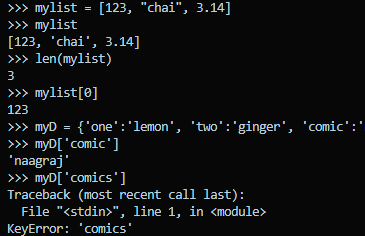 >>> mylist = [123, "chai", 3.14]
>>> mylist
[123, 'chai', 3.14]
>>> len(mylist)
3
>>> mylist[0]
123
>>> myD = {'one':'lemon', 'two':'ginger', 'comic':'
>>> myD['comic']
'naagraj'
>>> myD['comics']
Traceback (most recent call last):
  File "<stdin>", line 1, in <module>
KeyError: 'comics'